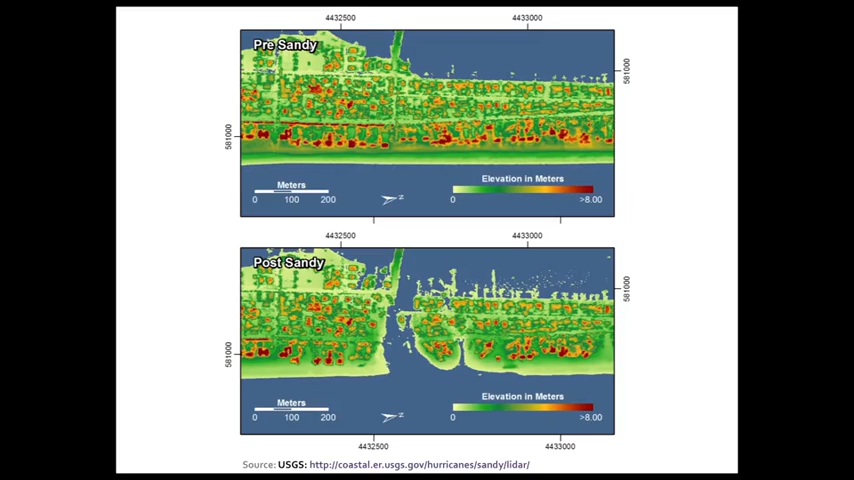 4432500 4433000
Pre Sandy
581000
581000
Meters
0 100 200
N
Elevation in Meters
0 >8.00
4432500 4433000
Post Sandy
581000
581000
Meters
0 100 200
N
Elevation in Meters
0 >8.00
4432500 4433000
Source: USGS: http://coastal.er.usgs.gov/hurricanes/sandy/lidar/